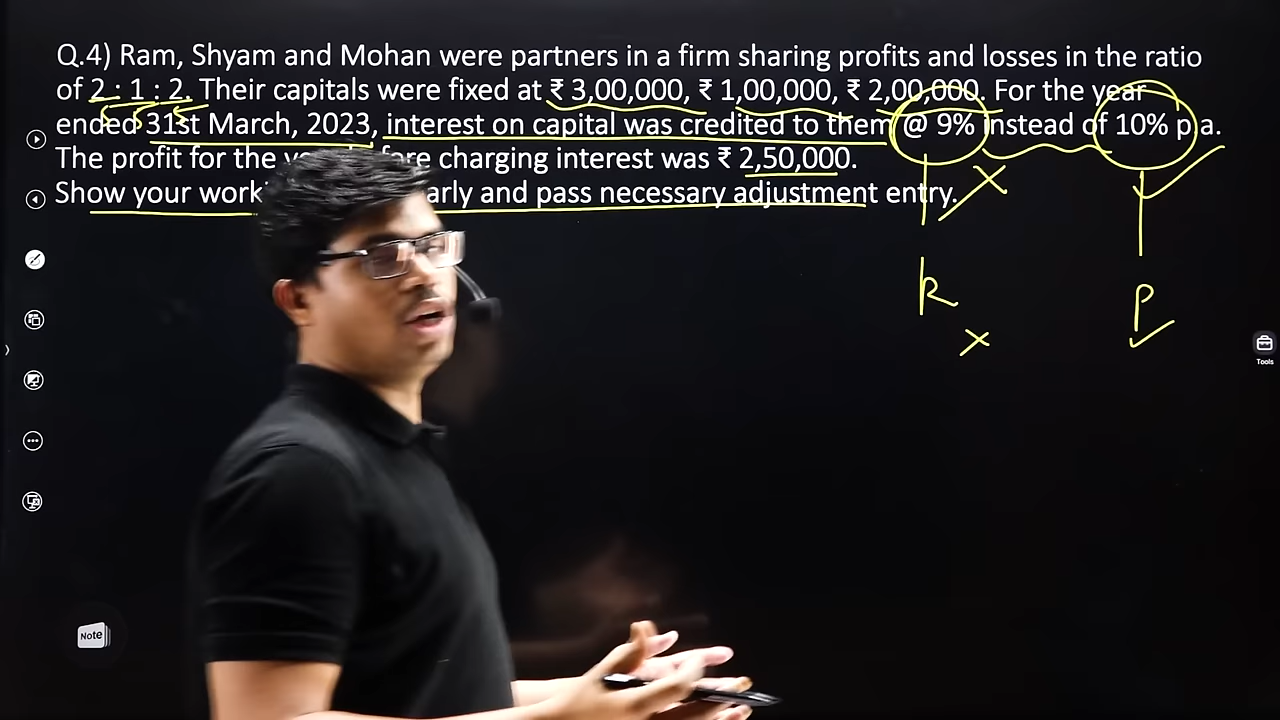 Q.4) Ram, Shyam and Mohan were partners in a firm sharing profits and losses in the ratio
of 2 : 1 : 2. Their capitals were fixed at ₹ 3,00,000, ₹ 1,00,000, ₹ 2,00,000. For the year
ended 31st March, 2023, interest on capital was credited to them @ 9% instead of 10% p.a.
The profit for the charging interest was ₹ 2,50,000.
Show your and pass necessary adjustment entry.
R
P
Tools
Note